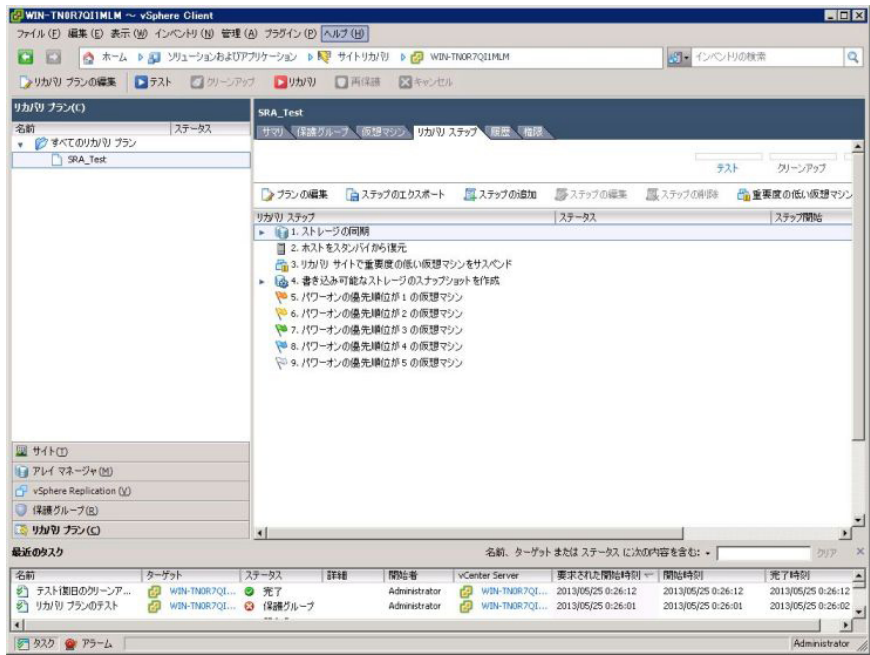 WIN-TN0R7QI1MLM ～ vSphere Client
ファイル(F) 編集(E) 表示(W) インベントリ(N) 管理(A) プラグイン(P) ヘルプ(H)
ホーム ソリューションおよびアプリケーション サイトリカバリ WIN-TN0R7QI1MLM インベントリの検索
リカバリ プランの編集 テスト クリーンアップ リカバリ 再保護 キャンセル
リカバリ プラン(C)
名前 ステータス
すべてのリカバリ プラン
SRA_Test
SRA_Test
サマリ 保護グループ 仮想マシン リカバリ ステップ 履歴 権限
テスト クリーンアップ
プランの編集 ステップのエクスポート ステップの追加 ステップの編集 ステップの削除 重要度の低い仮想マシン
リカバリ ステップ ステータス ステップ開始
1. ストレージの同期
2. ホストをスタンバイから復元
3. リカバリ サイトで重要度の低い仮想マシンをサスペンド
4. 書き込み可能なストレージのスナップショットを作成
5. パワーオンの優先順位が 1 の仮想マシン
6. パワーオンの優先順位が 2 の仮想マシン
7. パワーオンの優先順位が 3 の仮想マシン
8. パワーオンの優先順位が 4 の仮想マシン
9. パワーオンの優先順位が 5 の仮想マシン
サイト(T)
アレイ マネージャ(M)
vSphere Replication (V)
保護グループ(R)
リカバリ プラン(C)
最近のタスク 名前、ターゲット または ステータス に次の内容を含む: クリア
名前 ターゲット ステータス 詳細 開始者 vCenter Server 要求された開始時刻 開始時刻 完了時刻
テスト復旧のクリーンア... WIN-TN0R7QI... 完了 Administrator WIN-TN0R7QI... 2013/05/25 0:26:12 2013/05/25 0:26:12 2013/05/25 0:26:12
リカバリ プランのテスト WIN-TN0R7QI... 保護グループ Administrator WIN-TN0R7QI... 2013/05/25 0:26:01 2013/05/25 0:26:01 2013/05/25 0:26:02
タスク アラーム Administrator